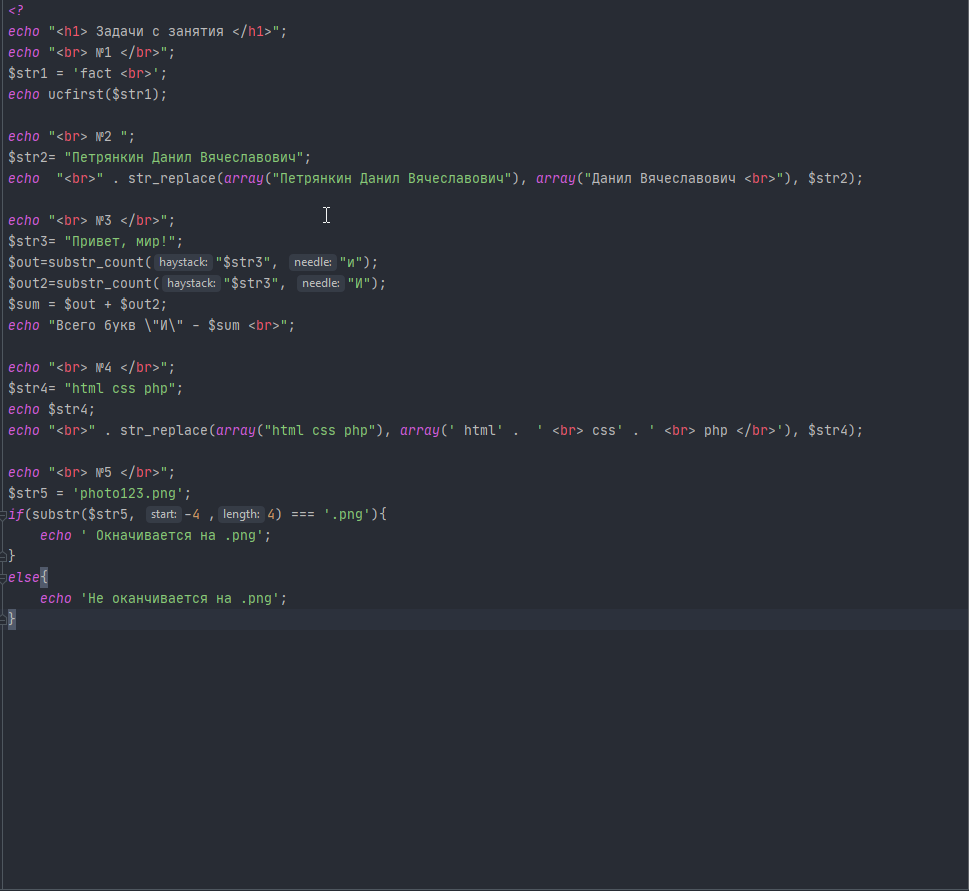 <?
echo "<h1> Задачи с занятия </h1>";
echo "<br> №1 </br>";
$str1 = 'fact <br>';
echo ucfirst($str1);
echo "<br> №2 ";
$str2= "Петрянкин Данил Вячеславович";
echo  "<br>" . str_replace(array("Петрянкин Данил Вячеславович"), array("Данил Вячеславович <br>"), $str2);
echo "<br> №3 </br>";
$str3= "Привет, мир!";
$out=substr_count( haystack: "$str3", needle: "и");
$out2=substr_count( haystack: "$str3", needle: "И");
$sum = $out + $out2;
echo "Всего букв \"И\" - $sum <br>";
echo "<br> №4 </br>";
$str4= "html css php";
echo $str4;
echo "<br>" . str_replace(array("html css php"), array(' html' .  ' <br> css' . ' <br> php </br>'), $str4);
echo "<br> №5 </br>";
$str5 = 'photo123.png';
if(substr($str5, start: -4 , length: 4) === '.png'){
    echo ' Окначивается на .png';
}
else{
    echo 'Не оканчивается на .png';
}